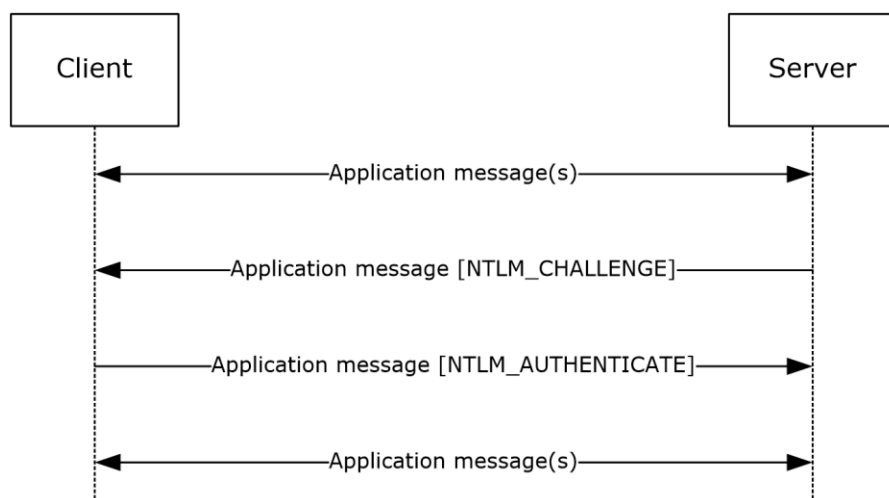 Client
Server
Application message(s)
Application message [NTLM_CHALLENGE]
Application message [NTLM_AUTHENTICATE]
Application message(s)